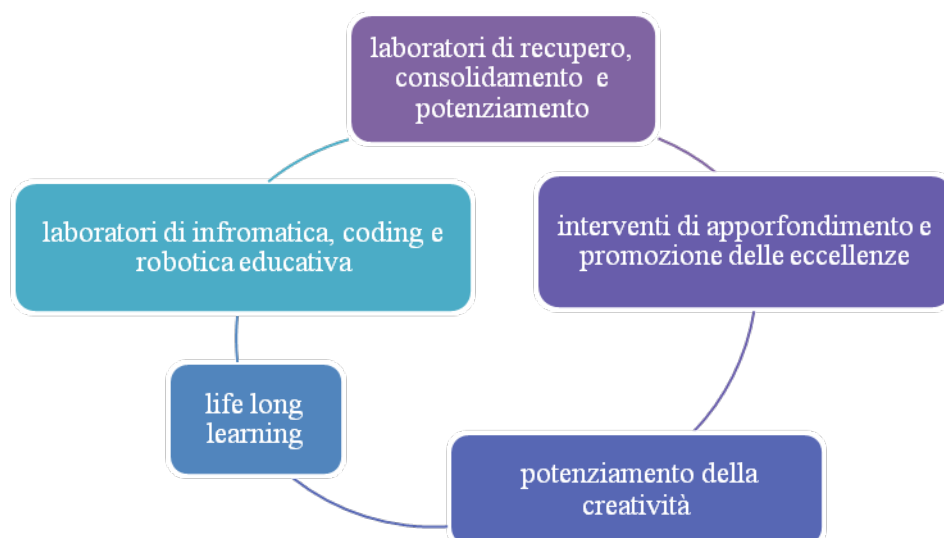 laboratori di recupero,
consolidamento e
potenziamento
laboratori di infromatica, coding e
robotica educativa
interventi di apporfondimento e
promozione delle eccellenze
life long
learning
potenziamento della
creatività